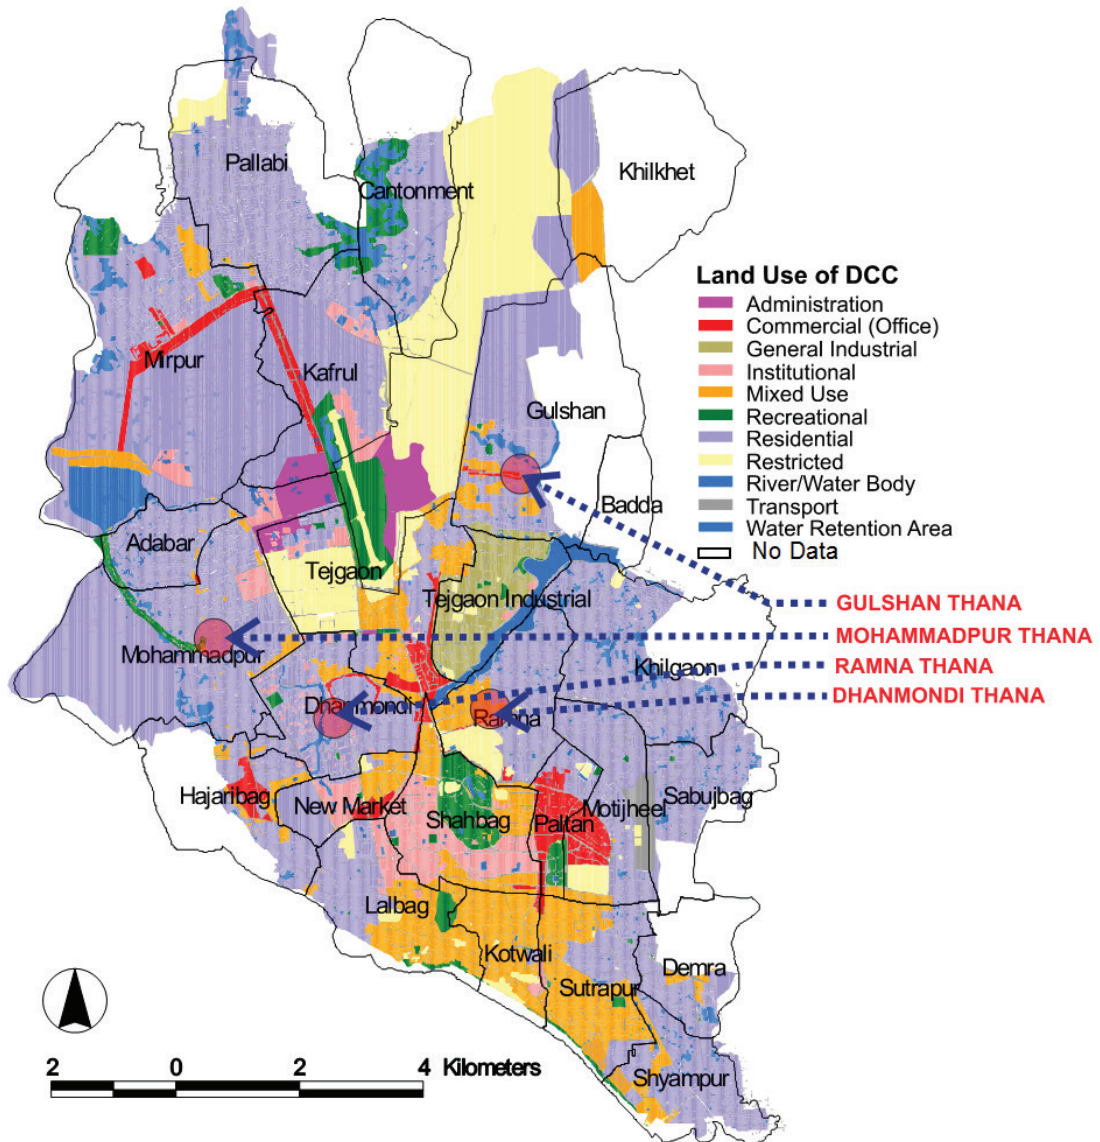 Pallabi
Cantonment
Khilkhet
Land Use of DCC
Administration
Commercial (Office)
General Industrial
Institutional
Mixed Use
Recreational
Residential
Restricted
River/Water Body
Transport
Water Retention Area
No Data
Mirpur
Kafrul
Gulshan
Badda
Adabar
Tejgaon
Tejgaon Industrial
GULSHAN THANA
MOHAMMADPUR THANA
RAMNA THANA
DHANMONDI THANA
Mohammadpur
Khilgaon
Dhanmondi
Ramna
Hajaribag
New Market
Shahbag
Paltan
Motijheel
Sabujbag
Lalbag
Kotwali
Demra
Sutrapur
Shyampur
2 0 2 4 Kilometers